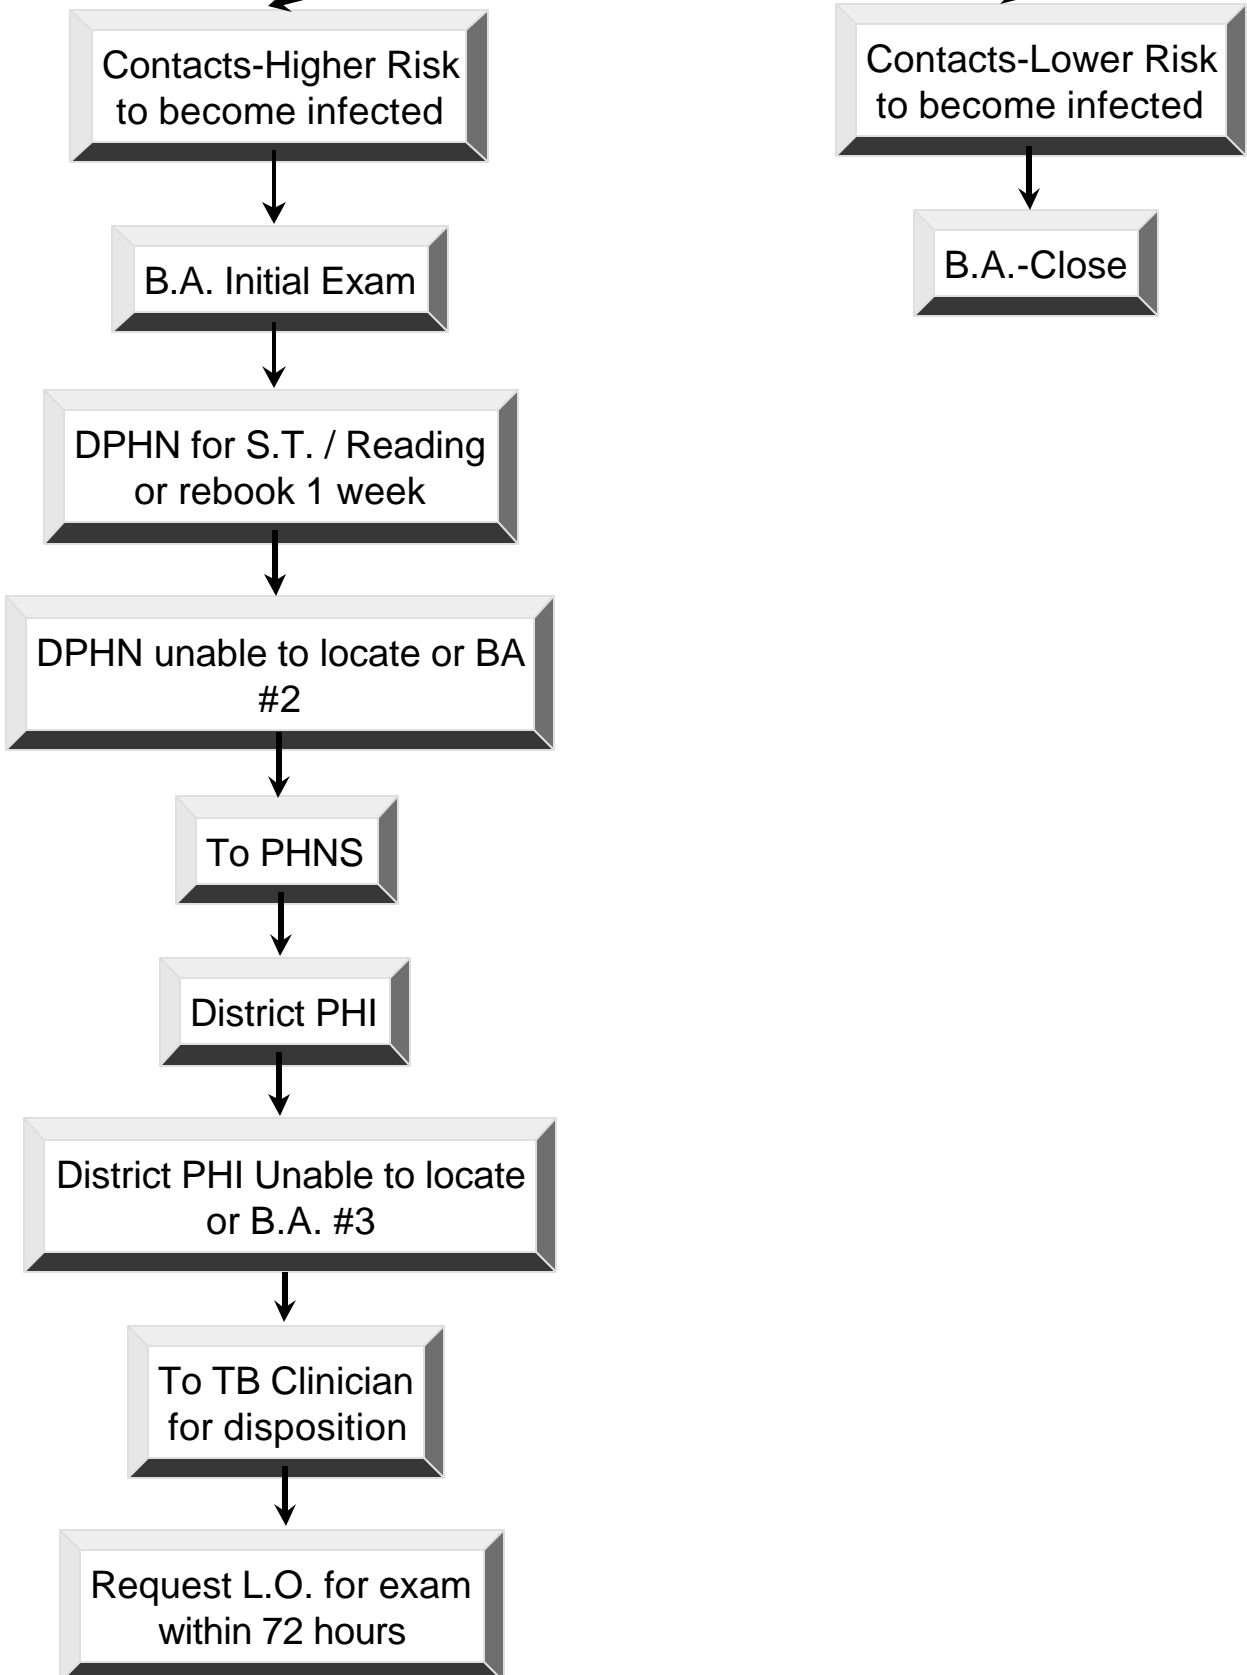 Contacts-Higher Risk
to become infected
Contacts-Lower Risk
to become infected
B.A. Initial Exam
B.A.-Close
DPHN for S.T. / Reading
or rebook 1 week
DPHN unable to locate or BA
#2
To PHNS
District PHI
District PHI Unable to locate
or B.A. #3
To TB Clinician
for disposition
Request L.O. for exam
within 72 hours